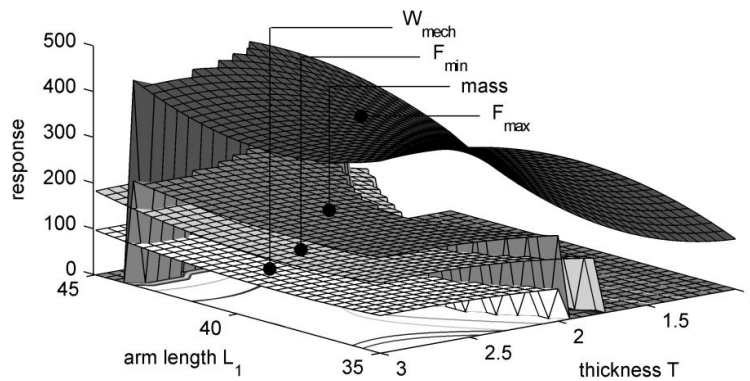 W_mech
F_min
mass
F_max
500
400
300
200
100
0
response
45
40
35
arm length L_1
3
2.5
2
1.5
thickness T